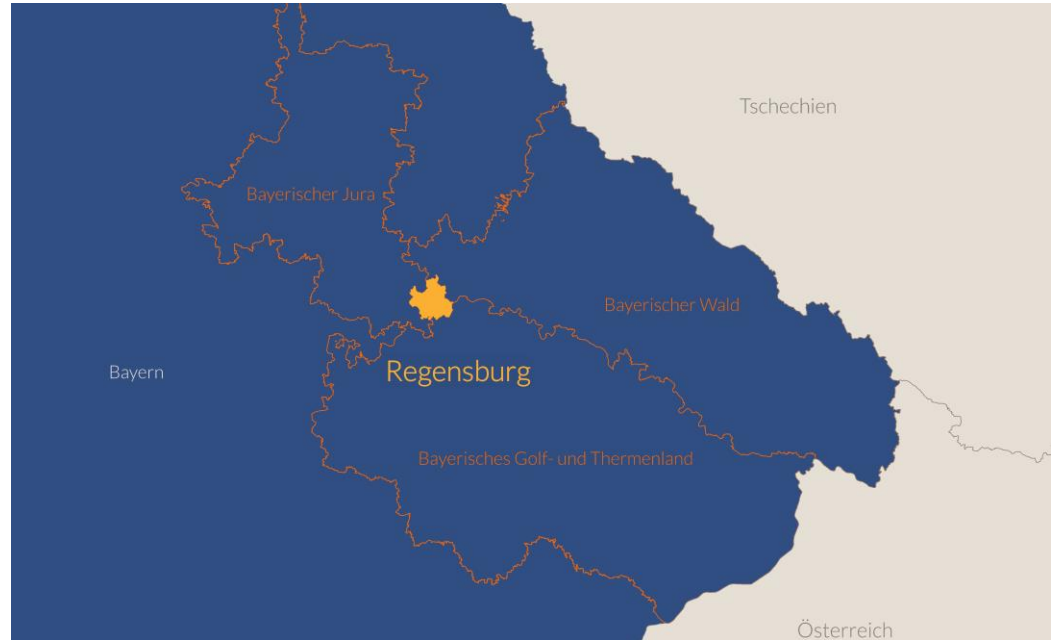 Tschechien
Bayerischer Jura
Bayerischer Wald
Bayern
Regensburg
Bayerisches Golf- und Thermenland
Österreich